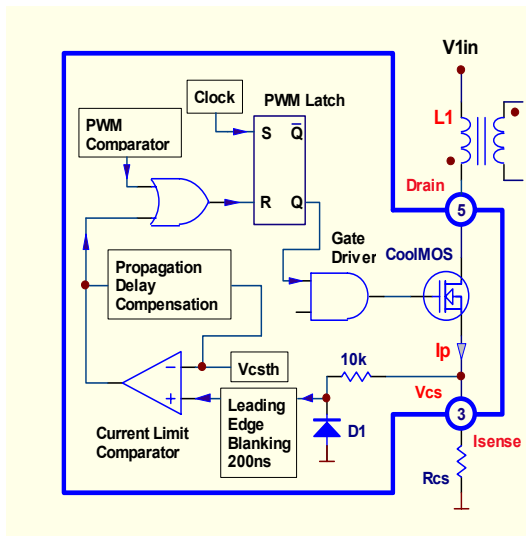 V1in
Clock
PWM Latch
L1
PWM
Comparator
S
Q
R
Q
Drain
5
Gate
Driver
CoolMOS
Propagation
Delay
Compensation
Ip
10k
Vcsth
Vcs
-
+
Leading
Edge
Blanking
200ns
D1
3
Current Limit
Comparator
Isense
Rcs